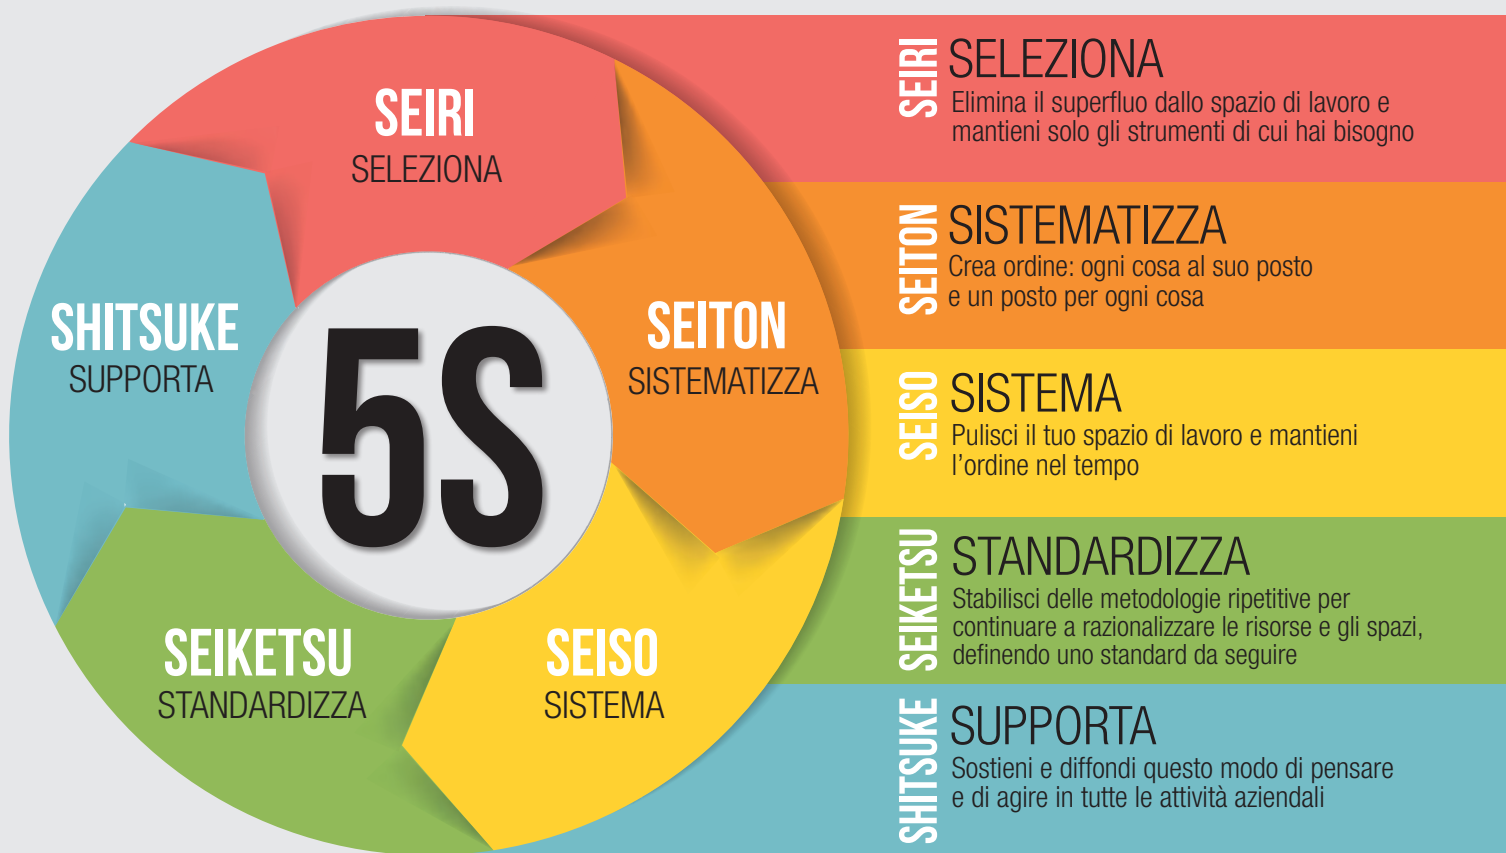 SEIRI
SELEZIONA
SEITON
SISTEMATIZZA
SEISO
SISTEMA
SEIKETSU
STANDARDIZZA
SHITSUKE
SUPPORTA
5S
SEIRI
SELEZIONA
Elimina il superfluo dallo spazio di lavoro e
mantieni solo gli strumenti di cui hai bisogno
SEITON
SISTEMATIZZA
Crea ordine: ogni cosa al suo posto
e un posto per ogni cosa
SEISO
SISTEMA
Pulisci il tuo spazio di lavoro e mantieni
l’ordine nel tempo
SEIKETSU
STANDARDIZZA
Stabilisci delle metodologie ripetitive per
continuare a razionalizzare le risorse e gli spazi,
definendo uno standard da seguire
SHITSUKE
SUPPORTA
Sostieni e diffondi questo modo di pensare
e di agire in tutte le attività aziendali